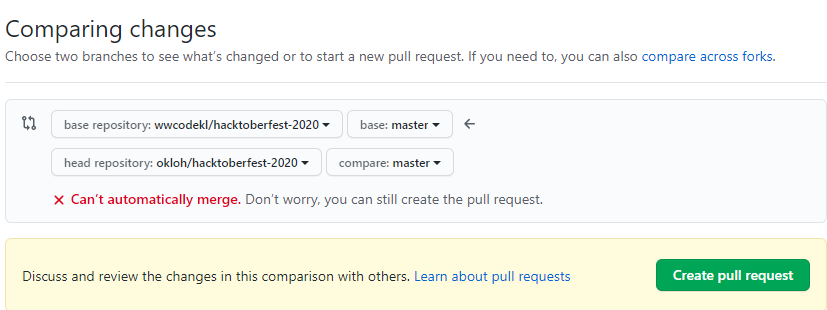 Comparing changes
Choose two branches to see what's changed or to start a new pull request. If you need to, you can also compare across forks.
base repository: wwcodekl/hacktoberfest-2020 base: master
head repository: okloh/hacktoberfest-2020 compare: master
Can't automatically merge. Don't worry, you can still create the pull request.
Discuss and review the changes in this comparison with others. Learn about pull requests Create pull request